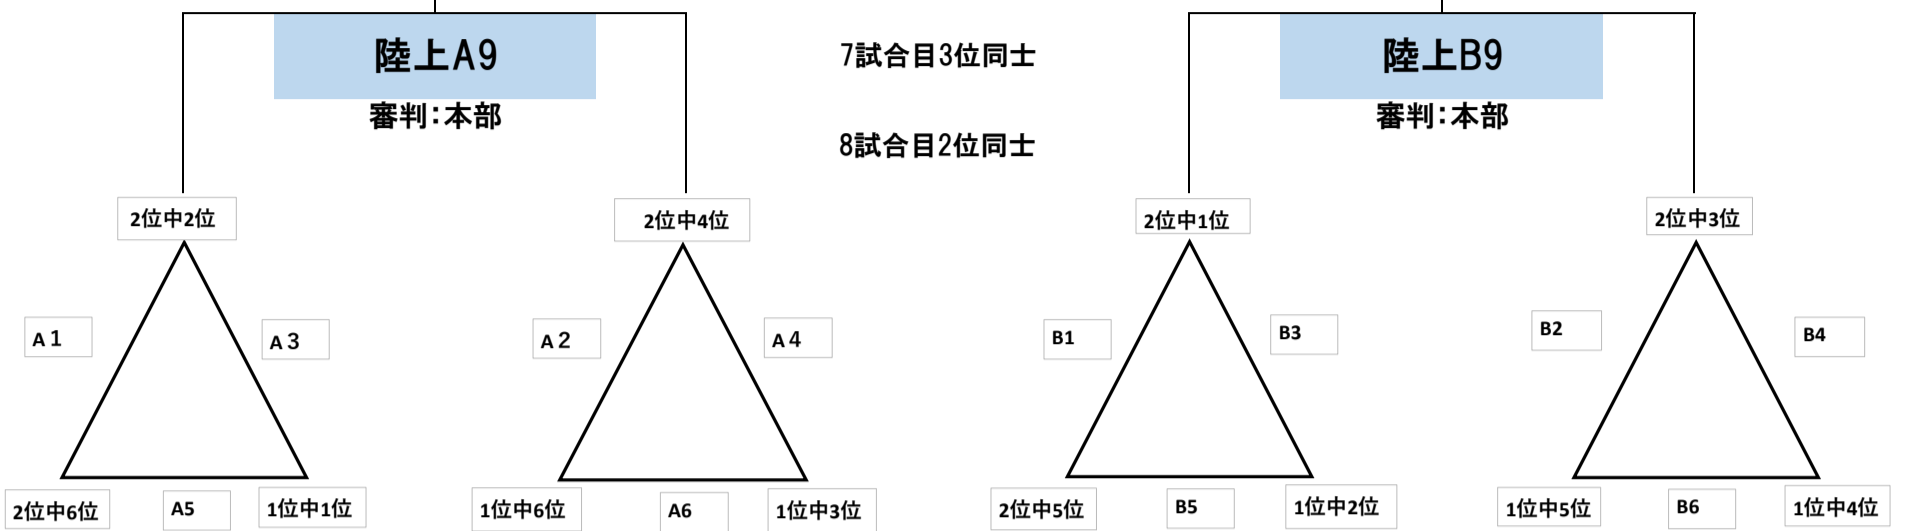 陸上A9
7試合目3位同士
陸上B9
審判：本部
審判：本部
8試合目2位同士
2位中2位
2位中4位
2位中1位
2位中3位
A１
A３
A２
A４
B1
B3
B2
B4
2位中6位
A5
1位中1位
1位中6位
A6
1位中3位
2位中5位
B5
1位中2位
1位中5位
B6
1位中4位